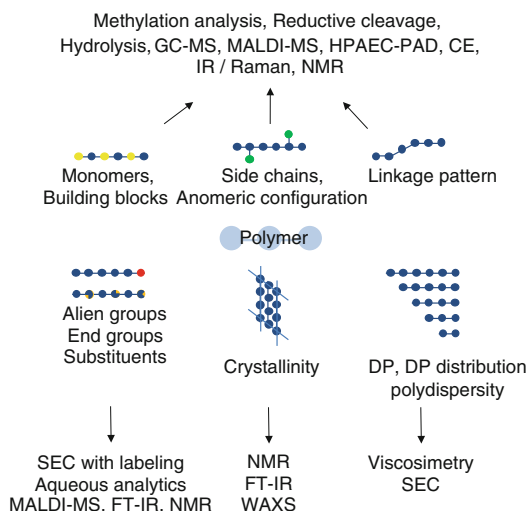 Methylation analysis, Reductive cleavage,
Hydrolysis, GC-MS, MALDI-MS, HPAEC-PAD, CE,
IR / Raman, NMR
Monomers,
Building blocks
Side chains,
Anomeric configuration
Linkage pattern
Polymer
Alien groups
End groups
Substituents
Crystallinity
DP, DP distribution
polydispersity
SEC with labeling
Aqueous analytics
MALDI-MS, FT-IR, NMR
NMR
FT-IR
WAXS
Viscosimetry
SEC